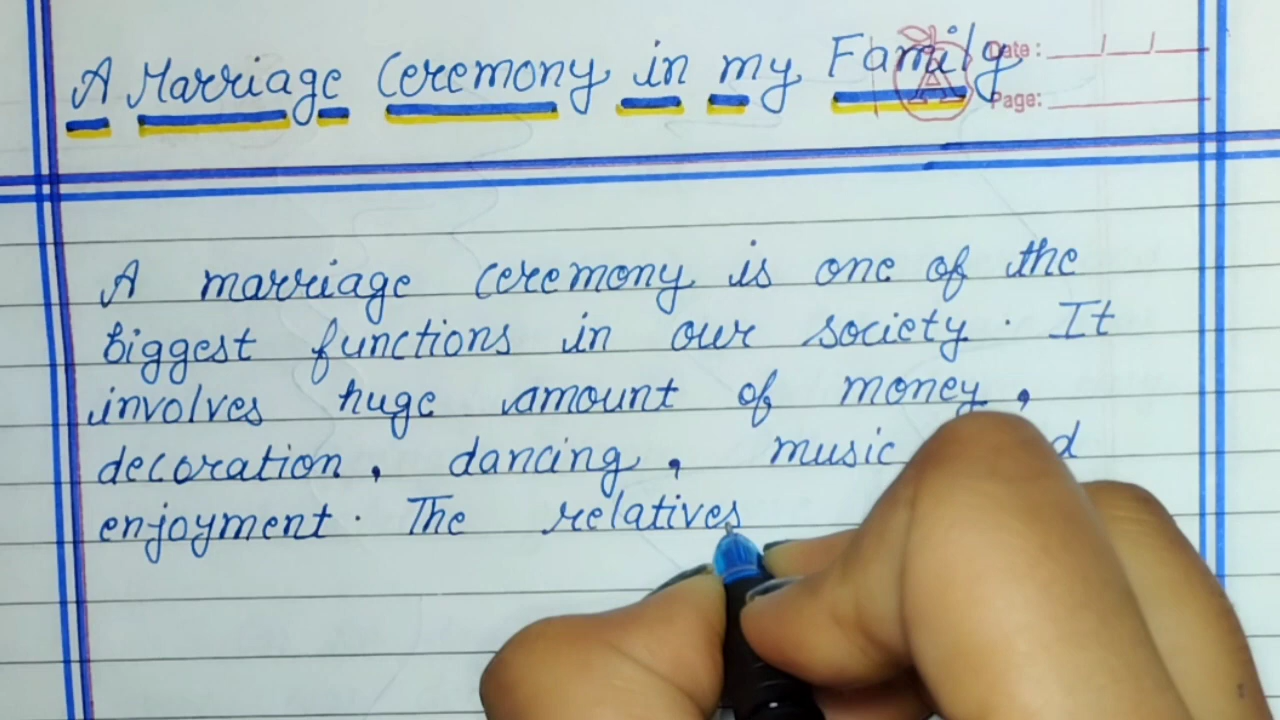 A Marriage Ceremony in my Family
Date :
Page:
A marriage ceremony is one of the
biggest functions in our society. It
involves huge amount of money,
decoration, dancing, music
enjoyment. The relatives